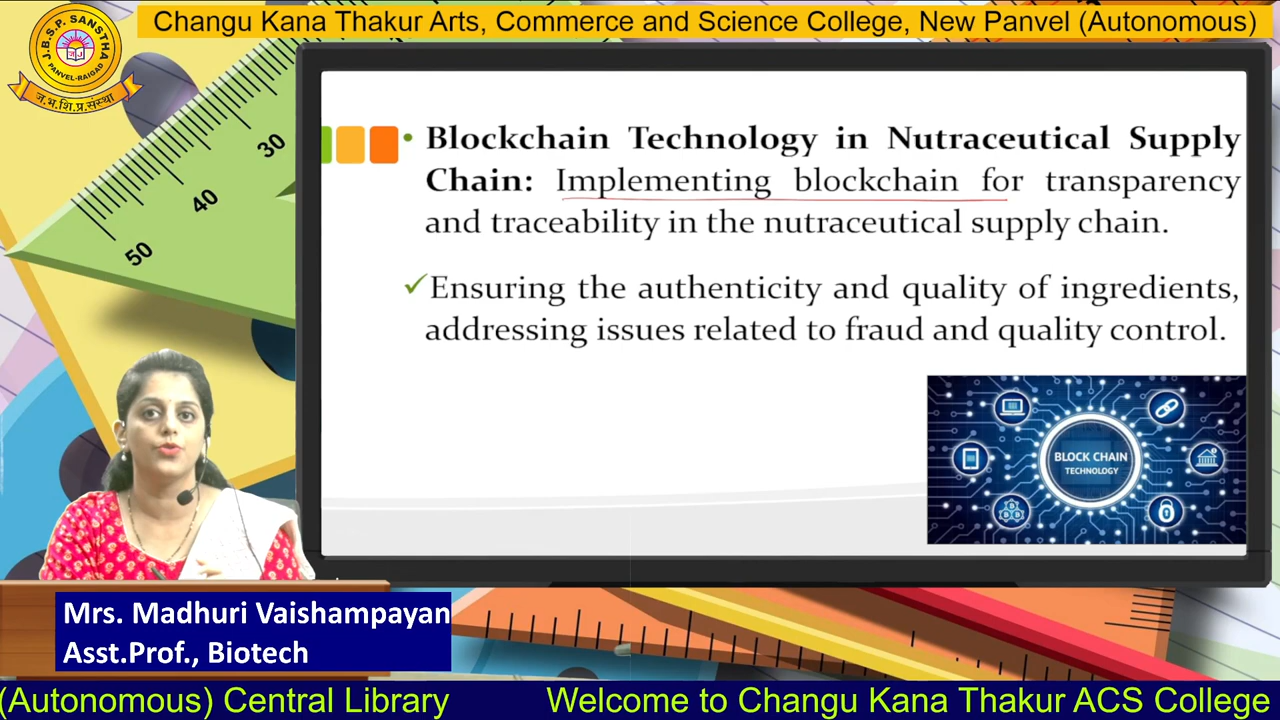 Changu Kana Thakur Arts, Commerce and Science College, New Panvel (Autonomous)
J.B.S.P. SANSTHA
PANVEL-RAIGAD
ज.भ.शि.प्र.संस्था
30
40
50
• Blockchain Technology in Nutraceutical Supply
Chain: Implementing blockchain for transparency
and traceability in the nutraceutical supply chain.
✓Ensuring the authenticity and quality of ingredients,
addressing issues related to fraud and quality control.
BLOCK CHAIN
TECHNOLOGY
Mrs. Madhuri Vaishampayan
Asst.Prof., Biotech
(Autonomous) Central Library Welcome to Changu Kana Thakur ACS College